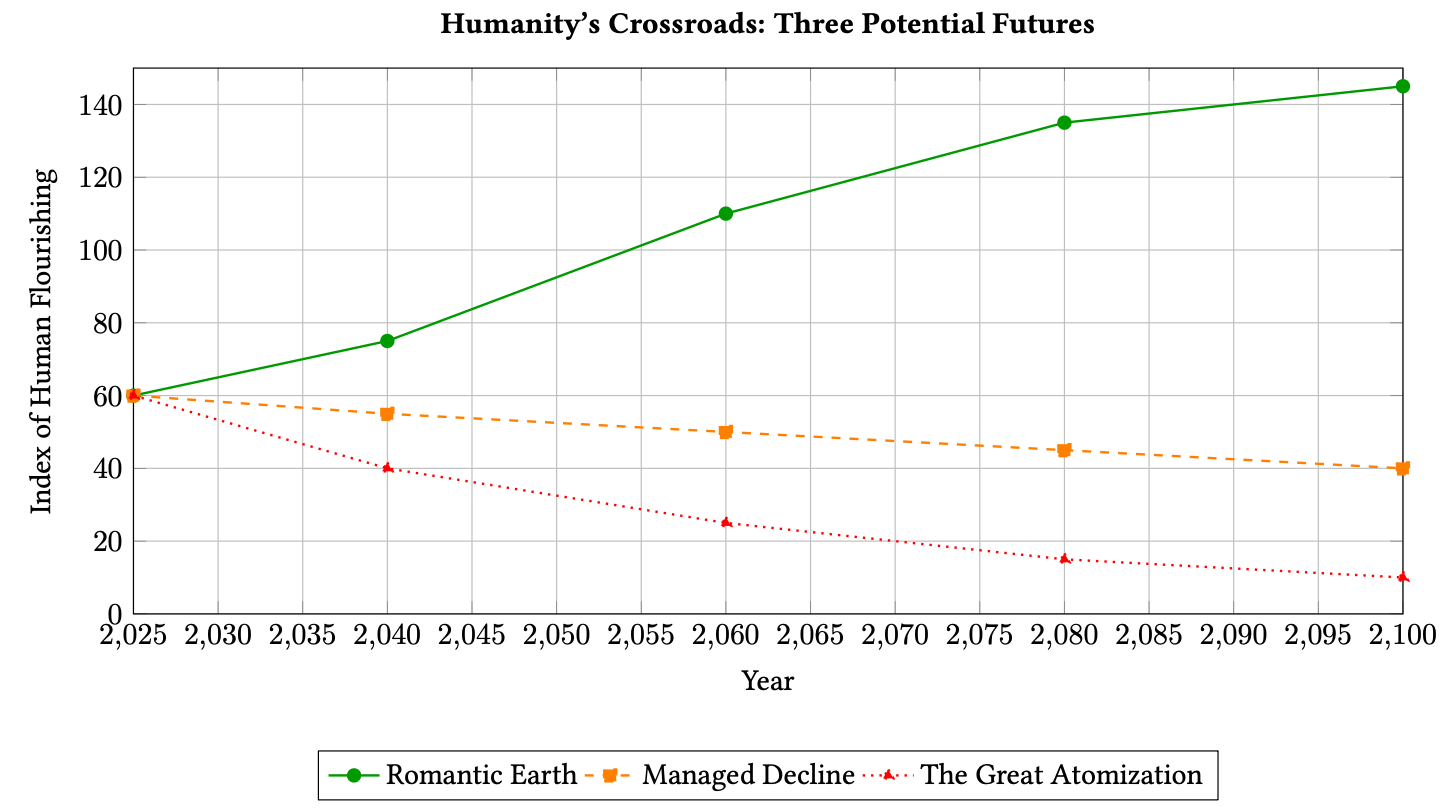 Humanity’s Crossroads: Three Potential Futures
Index of Human Flourishing
140
120
100
80
60
40
20
0
2,025 2,030 2,035 2,040 2,045 2,050 2,055 2,060 2,065 2,070 2,075 2,080 2,085 2,090 2,095 2,100
Year
Romantic Earth Managed Decline The Great Atomization